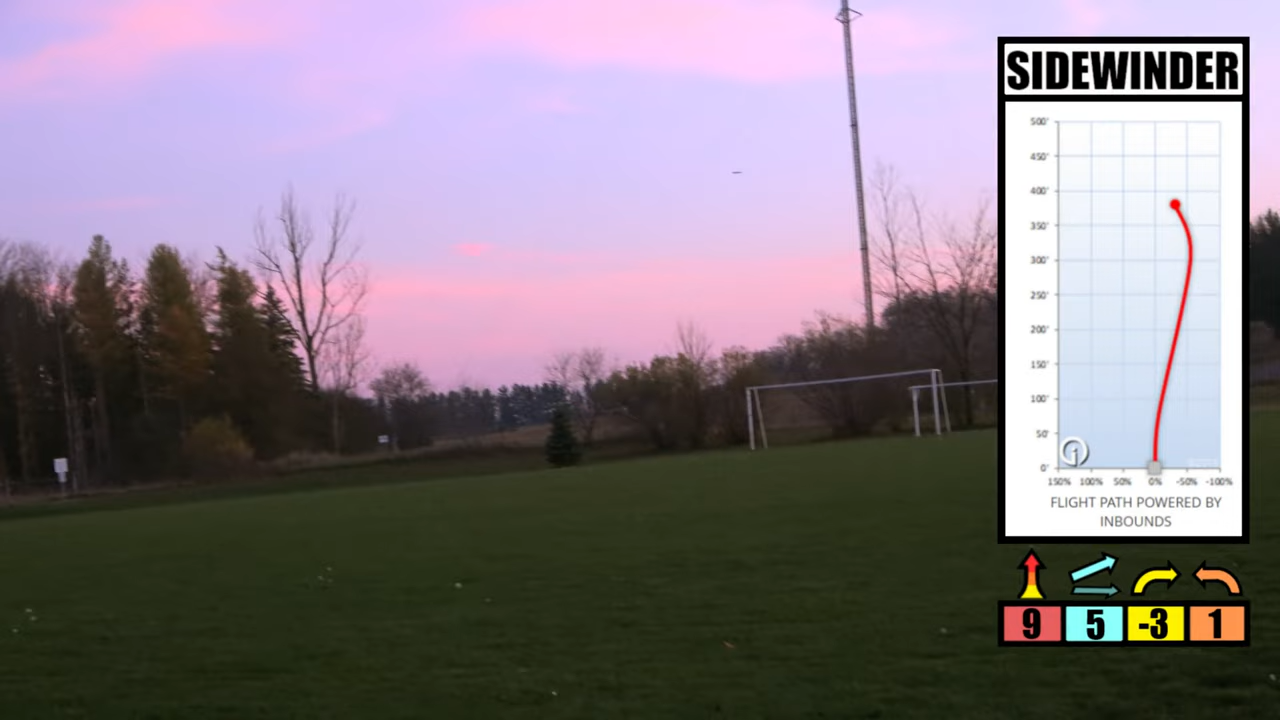 SIDEWINDER
500'
450'
400'
350'
300'
250'
200'
150'
100'
50'
0'
150% 100% 50% 0% -50% -100%
FLIGHT PATH POWERED BY
INBOUNDS
9 5 -3 1